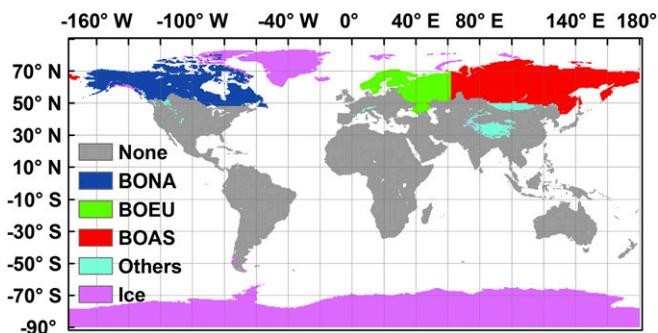 -160° W -100° W -40° W 0° 40° E 80° E 140° E 180°
70° N
50° N
30° N
10° N
-10° S
-30° S
-50° S
-70° S
-90°
None
BONA
BOEU
BOAS
Others
Ice